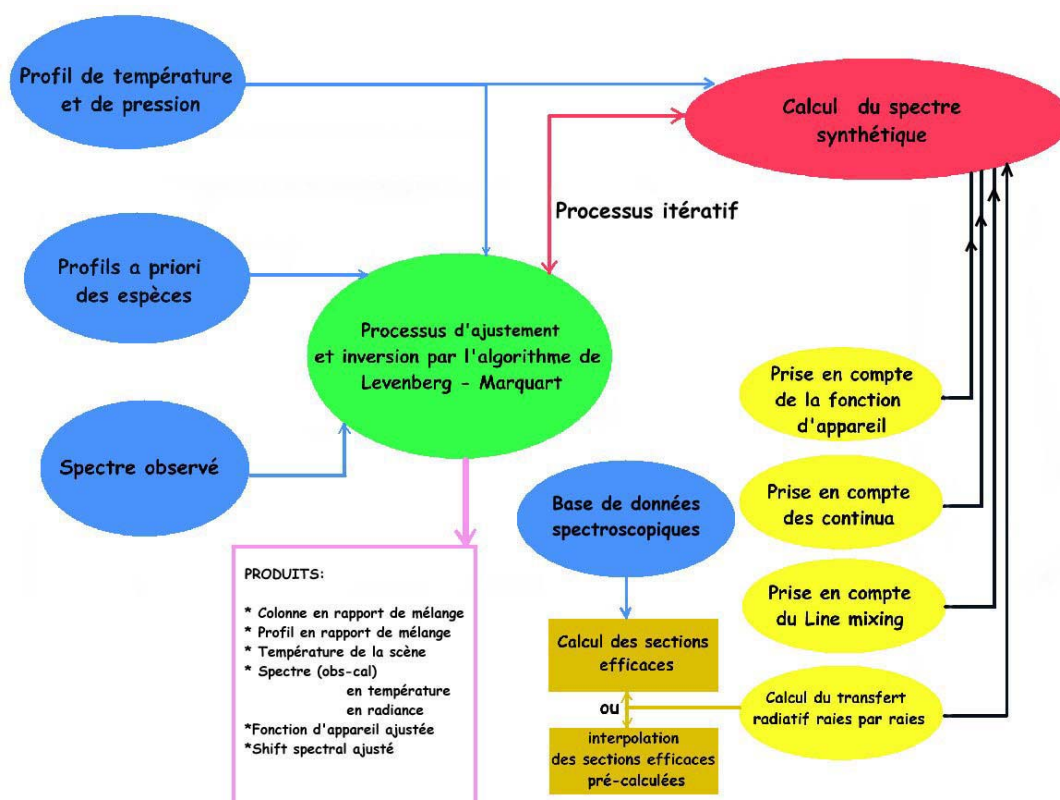 Profil de température
et de pression
Calcul du spectre
synthétique
Processus itératif
Profils a priori
des espèces
Processus d'ajustement
et inversion par l'algorithme de
Levenberg - Marquart
Spectre observé
Prise en compte
de la fonction
d'appareil
Base de données
spectroscopiques
Prise en compte
des continua
PRODUITS:
* Colonne en rapport de mélange
* Profil en rapport de mélange
* Température de la scène
* Spectre (obs-cal)
en température
en radiance
*Fonction d'appareil ajustée
*Shift spectral ajusté
Prise en compte
du Line mixing
Calcul des sections
efficaces
ou
interpolation
des sections efficaces
pré-calculées
Calcul du transfert
radiatif raies par raies